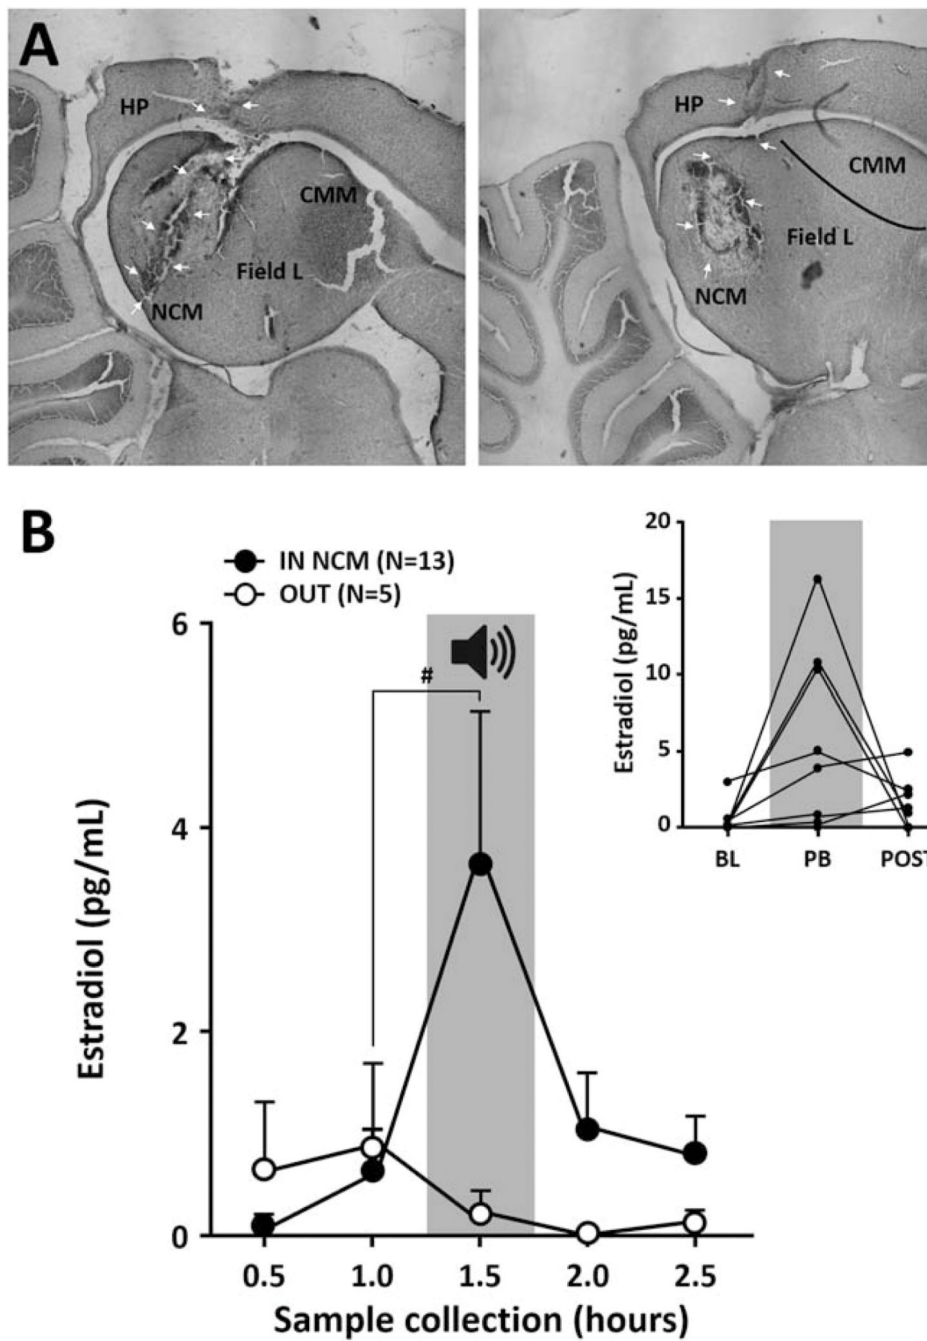 A
HP
CMM
Field L
NCM
HP
CMM
Field L
NCM
B
IN NCM (N=13)
OUT (N=5)
Estradiol (pg/mL)
20
15
10
5
0
BL PB POST
#
Estradiol (pg/mL)
6
4
2
0
0.5 1.0 1.5 2.0 2.5
Sample collection (hours)